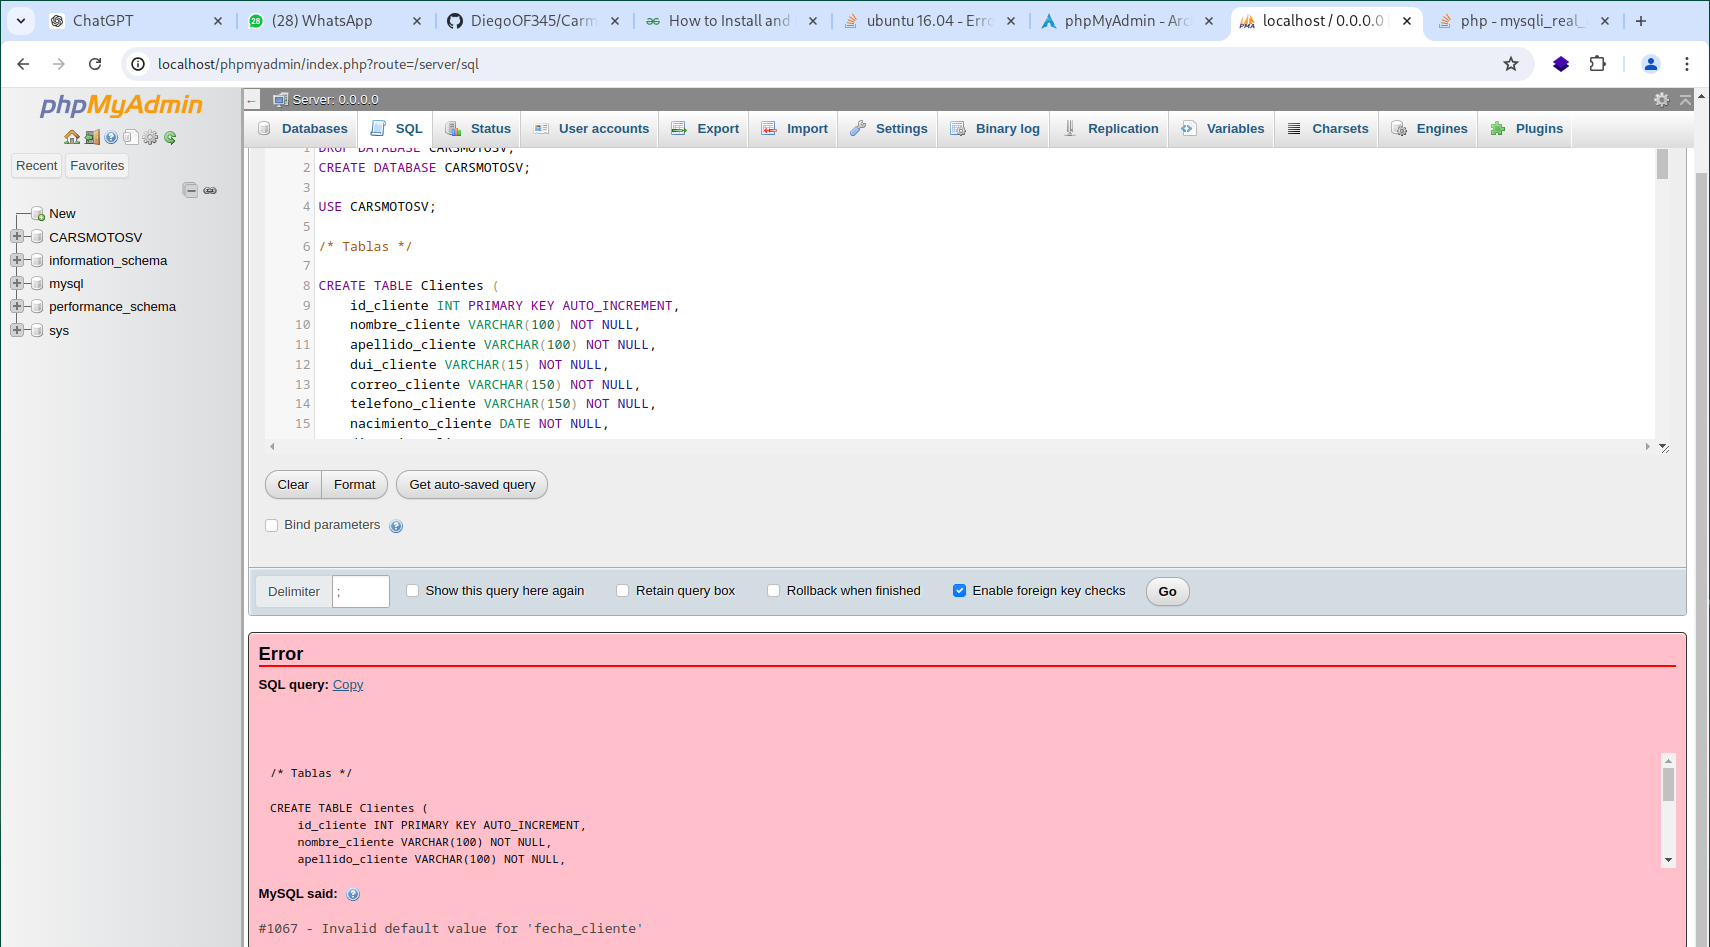 ChatGPT
(28) WhatsApp
DiegoOF345/Carm
How to Install and
ubuntu 16.04 - Erro
phpMyAdmin - Arc
localhost / 0.0.0.0
php - mysqli_real_
localhost/phpmyadmin/index.php?route=/server/sql
phpMyAdmin
Recent
Favorites
New
CARSMOTOSV
information_schema
mysql
performance_schema
sys
Server: 0.0.0.0
Databases
SQL
Status
User accounts
Export
Import
Settings
Binary log
Replication
Variables
Charsets
Engines
Plugins
1 DROP DATABASE CARSMOTOSV;
2 CREATE DATABASE CARSMOTOSV;
3
4 USE CARSMOTOSV;
5
6 /* Tablas */
7
8 CREATE TABLE Clientes (
9 id_cliente INT PRIMARY KEY AUTO_INCREMENT,
10 nombre_cliente VARCHAR(100) NOT NULL,
11 apellido_cliente VARCHAR(100) NOT NULL,
12 dui_cliente VARCHAR(15) NOT NULL,
13 correo_cliente VARCHAR(150) NOT NULL,
14 telefono_cliente VARCHAR(150) NOT NULL,
15 nacimiento_cliente DATE NOT NULL,
Clear
Format
Get auto-saved query
Bind parameters
Delimiter ;
Show this query here again
Retain query box
Rollback when finished
Enable foreign key checks
Go
Error
SQL query: Copy
/* Tablas */
CREATE TABLE Clientes (
id_cliente INT PRIMARY KEY AUTO_INCREMENT,
nombre_cliente VARCHAR(100) NOT NULL,
apellido_cliente VARCHAR(100) NOT NULL,
MySQL said:
#1067 - Invalid default value for 'fecha_cliente'